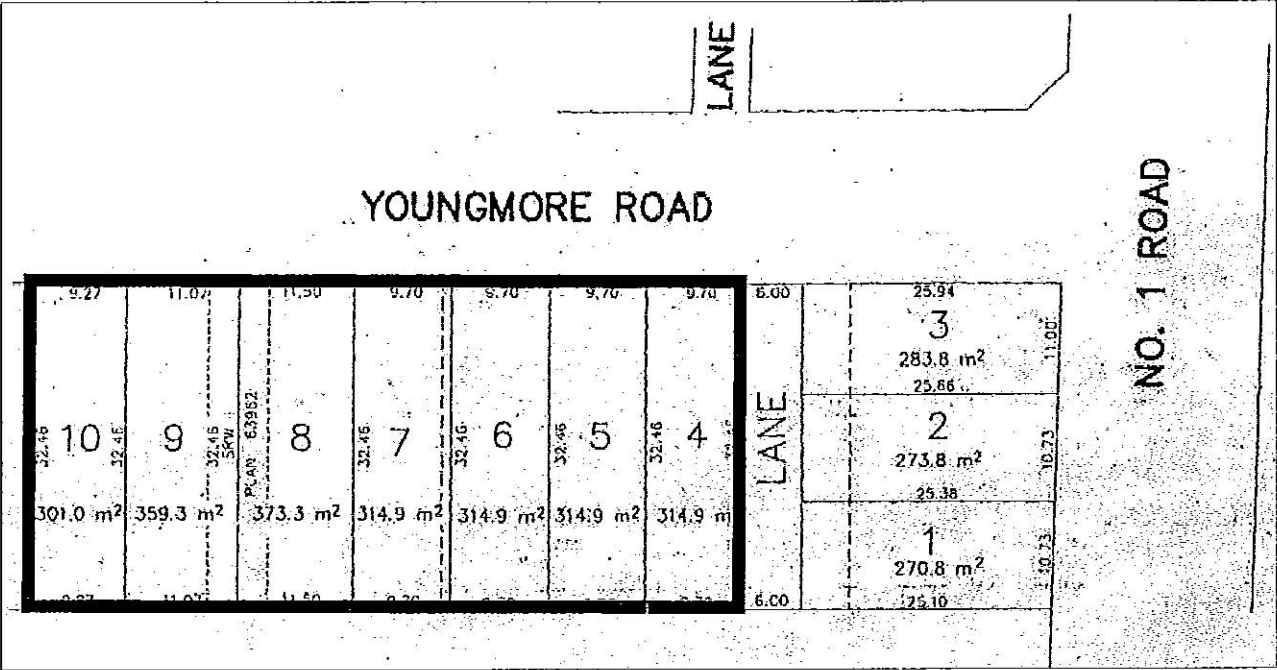 LANE
YOUNGMORE ROAD
NO. 1 ROAD
9.27 11.07 11.50 9.70 9.70 9.70 9.70 6.00 25.94
3
283.8 m²
11.00
25.66
10 9 8 7 6 5 4
32.46 32.46 32.46 32.46 32.46 32.46 32.46
SRW
PLAN 63962
LANE
2
273.8 m²
10.73
25.38
301.0 m² 359.3 m² 373.3 m² 314.9 m² 314.9 m² 314.9 m² 314.9 m
1
270.8 m²
10.73
11.07 11.50 6.00 25.10